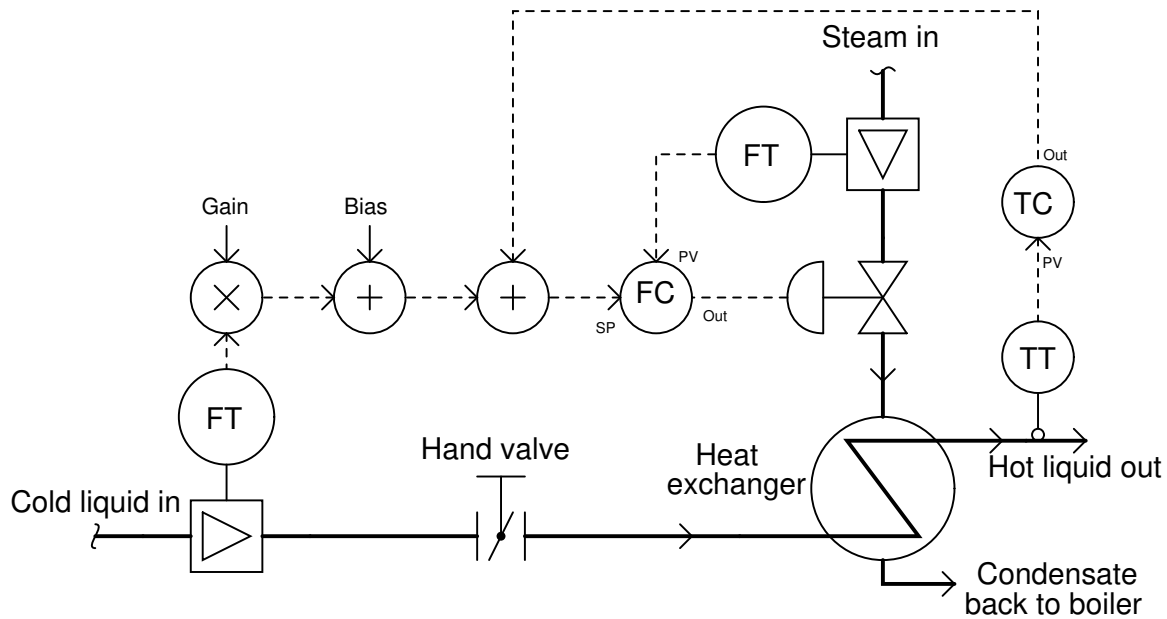 Steam in
FT
Out
TC
PV
Gain
Bias
PV
FC
SP
Out
TT
FT
Hand valve
Heat
exchanger
Hot liquid out
Cold liquid in
Condensate
back to boiler